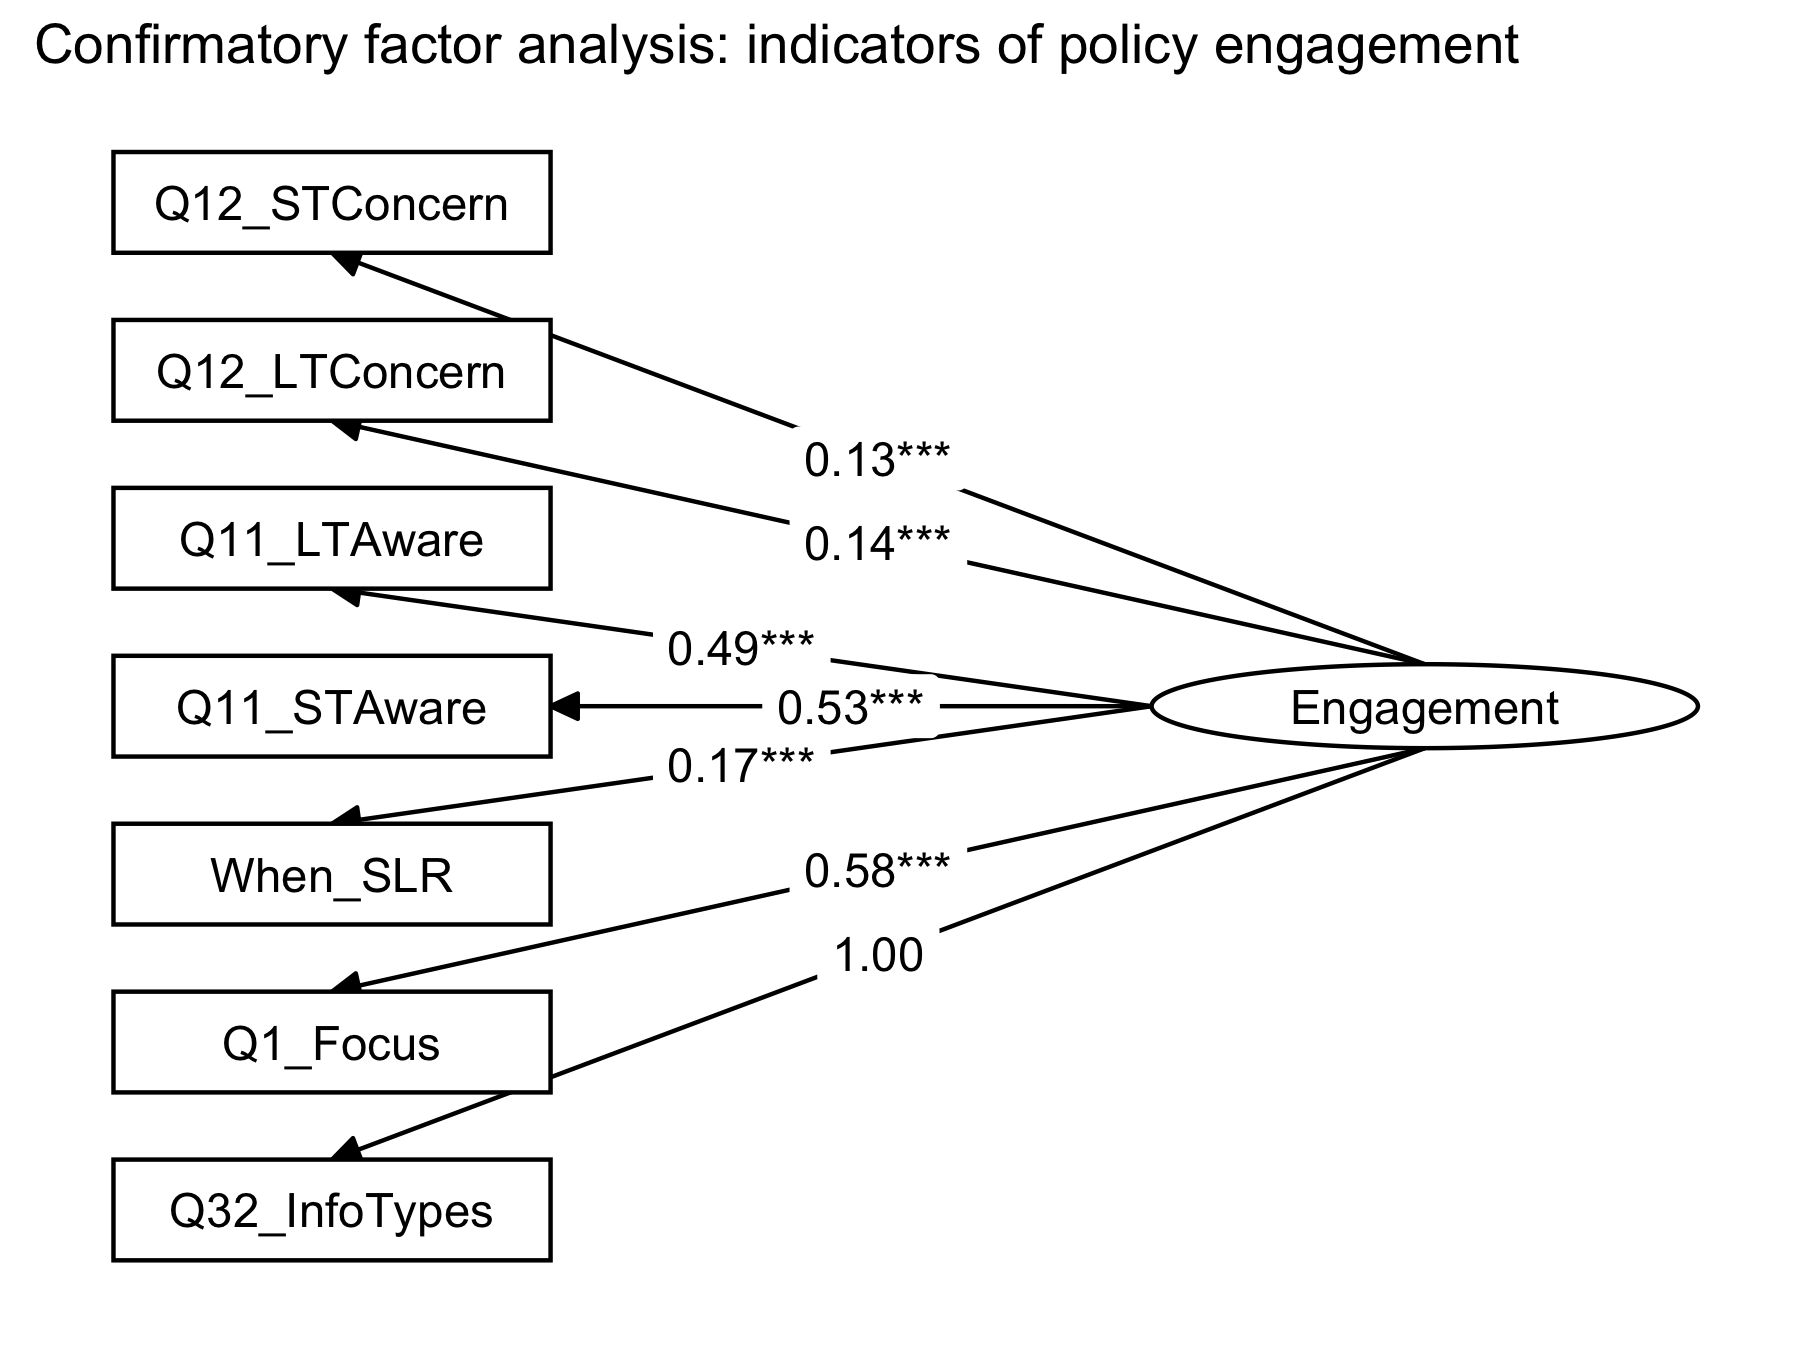 Confirmatory factor analysis: indicators of policy engagement
Q12_STConcern
Q12_LTConcern
0.13***
Q11_LTAware
0.14***
0.49***
Q11_STAware
0.53***
Engagement
0.17***
When_SLR
0.58***
1.00
Q1_Focus
Q32_InfoTypes